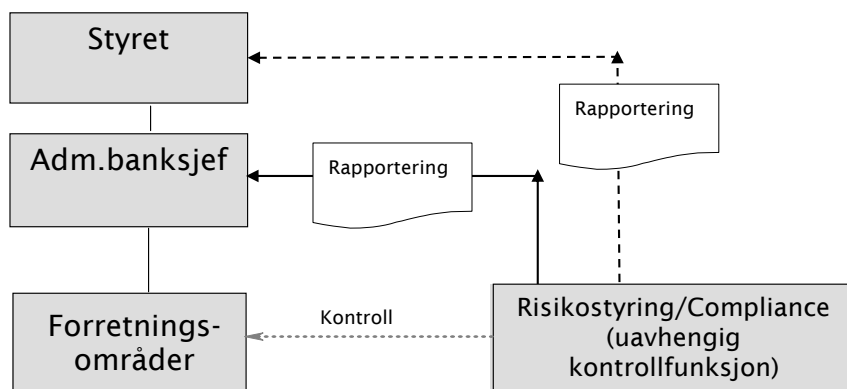 Styret
Rapportering
Adm.banksjef
Rapportering
Forretnings-
områder
Kontroll
Risikostyring/Compliance
(uavhengig
kontrollfunksjon)